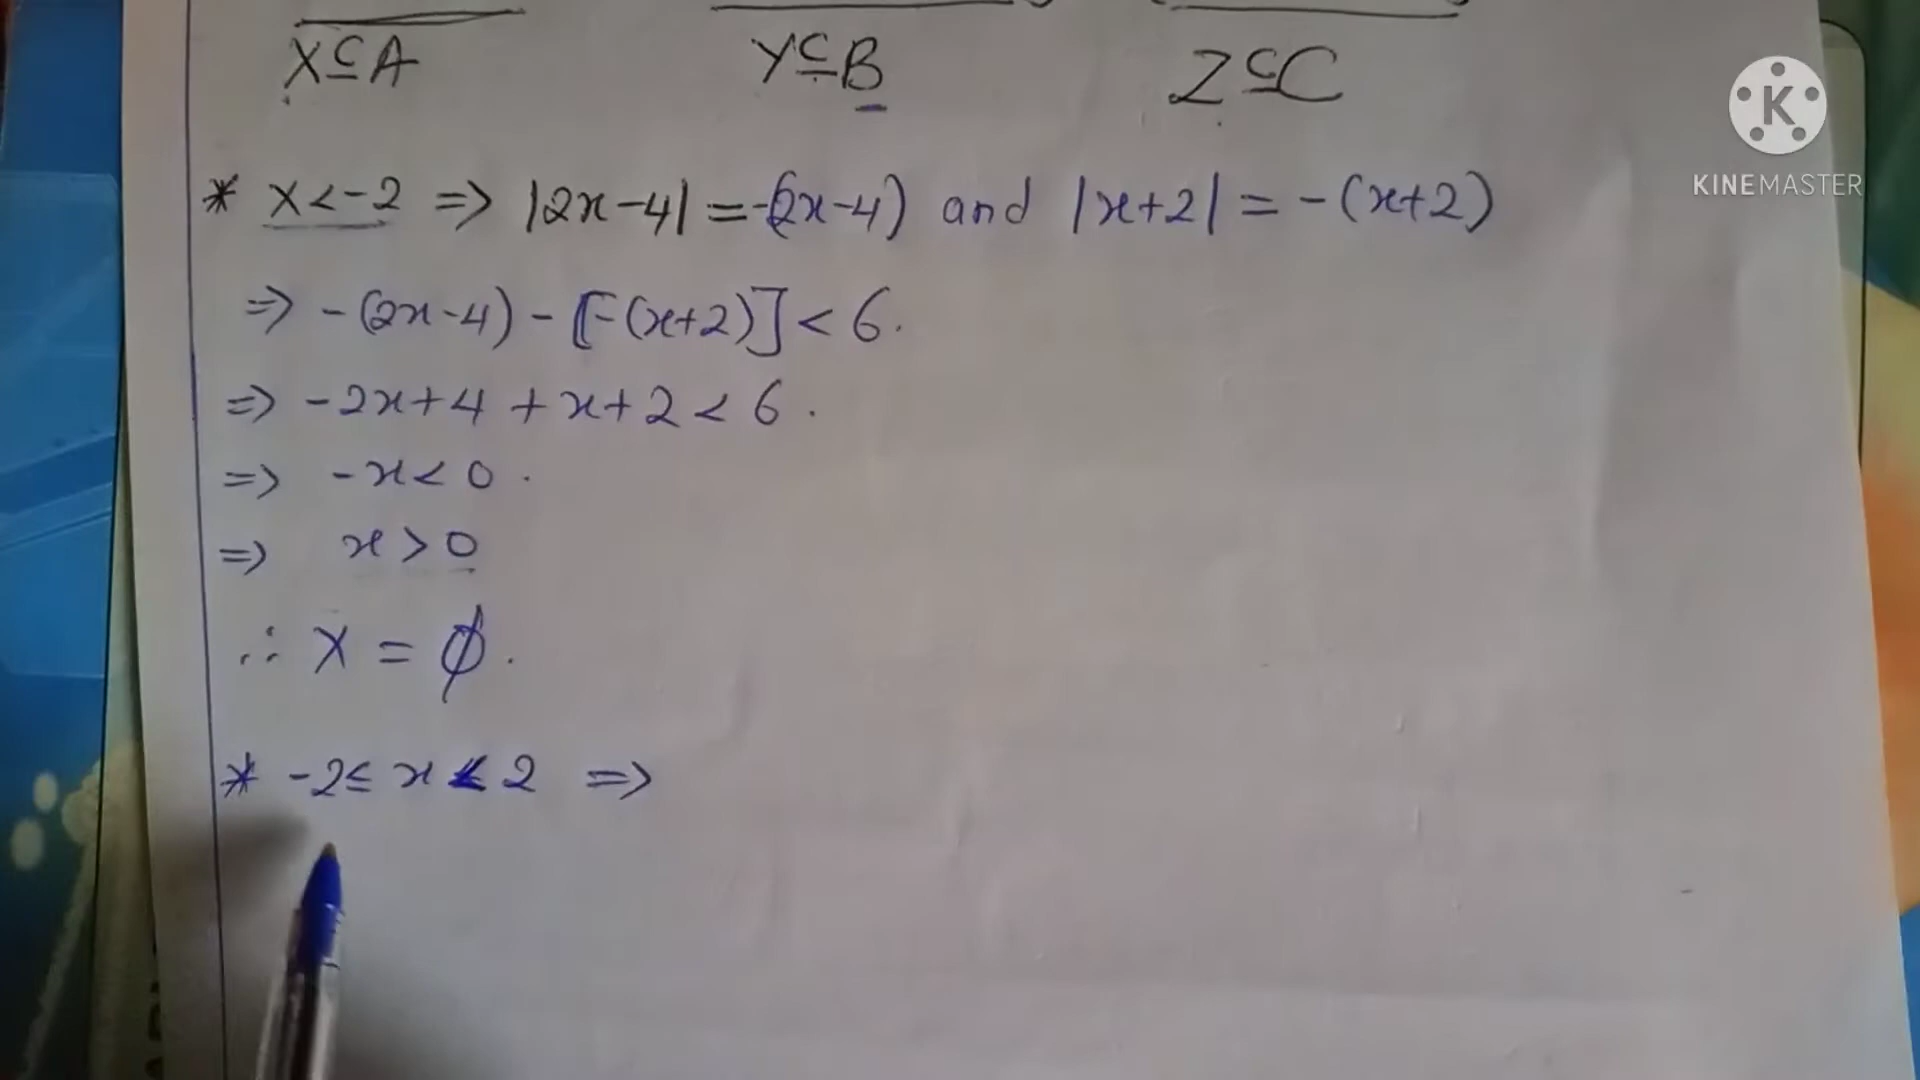 X⊆A Y⊆B Z⊆C
K
KINEMASTER
* x<-2 => |2x-4| = -(2x-4) and |x+2| = -(x+2)
=> -(2x-4) - [-(x+2)] < 6.
=> -2x+4 +x+2 < 6.
=> -x < 0.
=> x > 0
∴ X = ϕ.
* -2 ≤ x < 2 =>